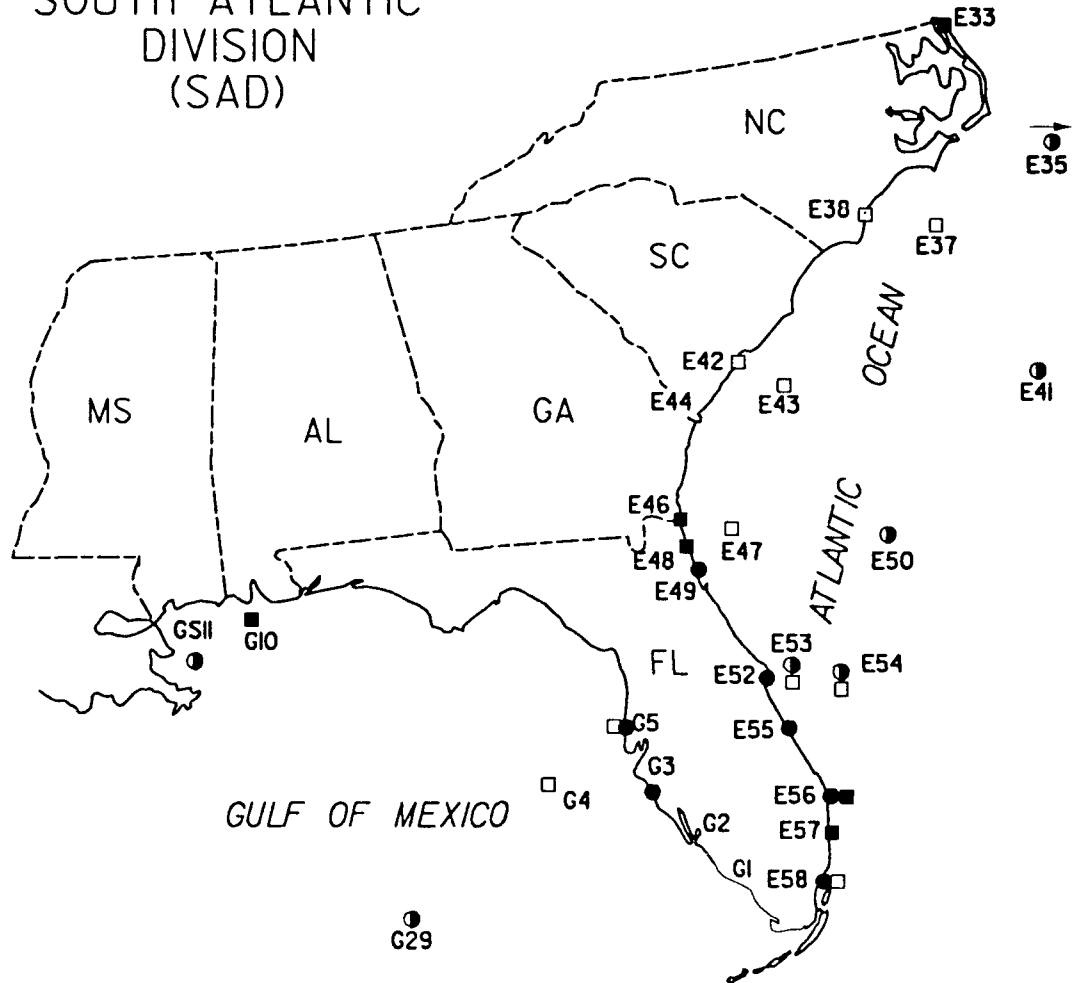 SOUTH ATLANTIC
DIVISION
(SAD)
E33
NC
E35
E38
E37
SC
OCEAN
E42
E43
E44
E41
MS
AL
GA
E46
E47
E48
E49
ATLANTIC
E50
GS11
G10
FL
E53
E54
E52
G5
E55
G3
G4
E56
GULF OF MEXICO
G2
E57
G1
E58
G29